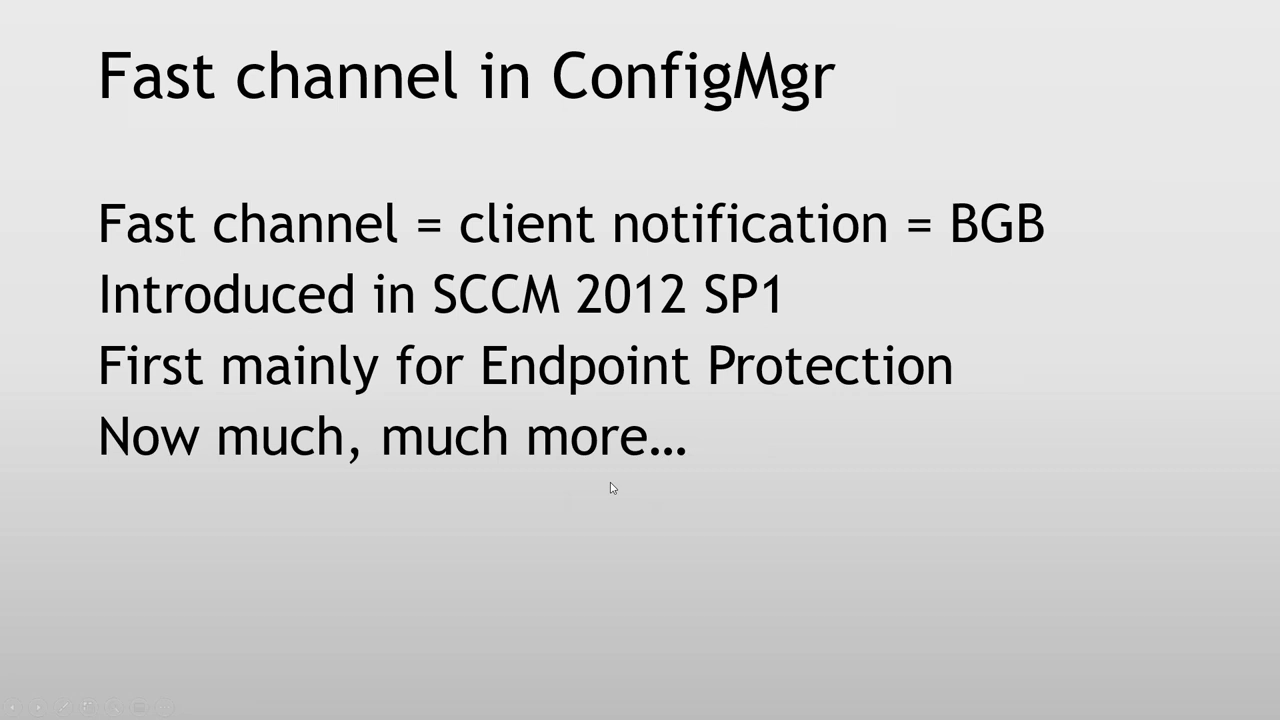 Fast channel in ConfigMgr
Fast channel = client notification = BGB
Introduced in SCCM 2012 SP1
First mainly for Endpoint Protection
Now much, much more…